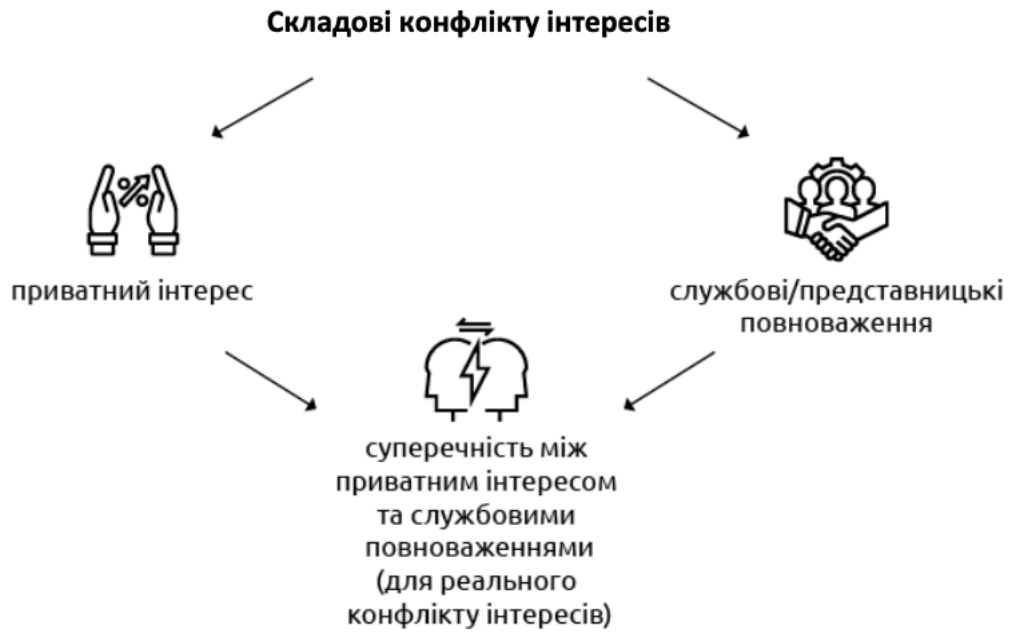 Складові конфлікту інтересів
приватний інтерес
службові/представницькі
повноваження
суперечність між
приватним інтересом
та службовими
повноваженнями
(для реального
конфлікту інтересів)